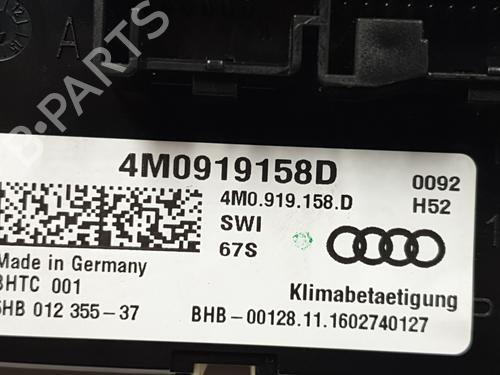 A
B-PARTS
4M0919158D
0092
4M0.919.158.D
H52
SWI
67S
Made in Germany
BHTC 001
Klimabetaetigung
5HB 012 355-37
BHB-00128.11.1602740127